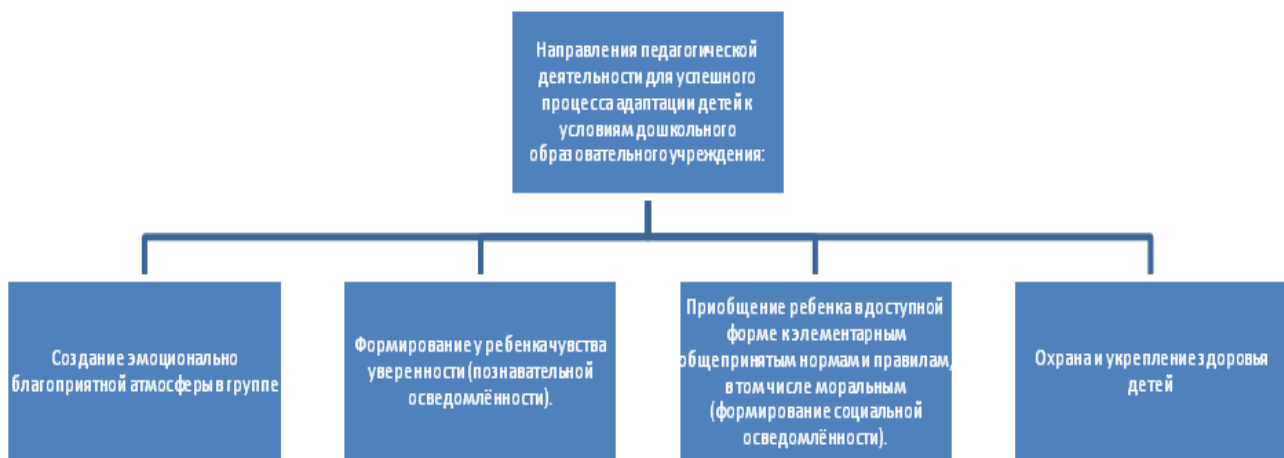 Направления педагогической
деятельности для успешного
процесса адаптации детей к
условиям дошкольного
образовательного учреждения:
Создание эмоционально
благоприятной атмосферы в группе
Формирование у ребенка чувства
уверенности (познавательной
осведомлённости).
Приобщение ребенка в доступной
форме к элементарным
общепринятым нормам и правилам,
в том числе моральным
(формирование социальной
осведомлённости).
Охрана и укрепление здоровья
детей